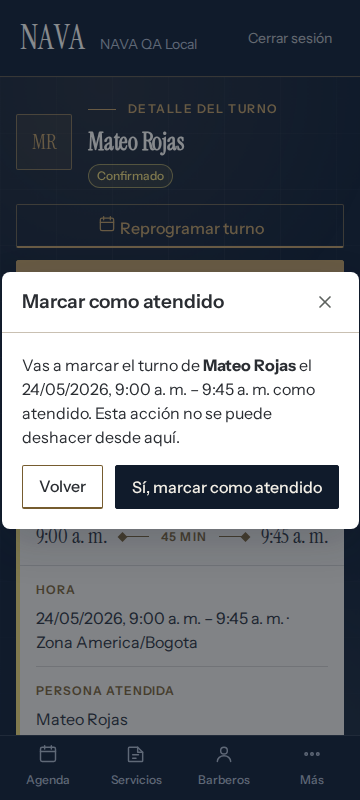 NAVA NAVA QA Local Cerrar sesión
DETALLE DEL TURNO
MR
Mateo Rojas
Confirmado
Reprogramar turno
Marcar como atendido
Vas a marcar el turno de Mateo Rojas el
24/05/2026, 9:00 a. m. – 9:45 a. m. como
atendido. Esta acción no se puede
deshacer desde aquí.
Volver Sí, marcar como atendido
9:00 a. m. 45 MIN 9:45 a. m.
HORA
24/05/2026, 9:00 a. m. – 9:45 a. m. ·
Zona America/Bogota
PERSONA ATENDIDA
Mateo Rojas
Agenda Servicios Barberos Más